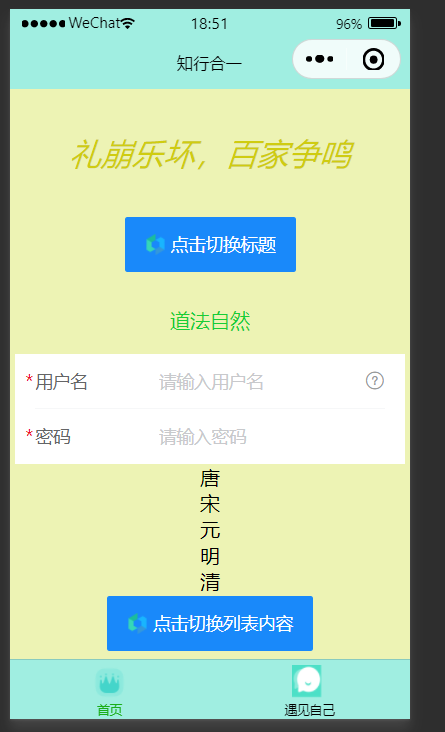 WeChat 18:51 96%
知行合一
礼崩乐坏，百家争鸣
点击切换标题
道法自然
*用户名 请输入用户名 ?
*密码 请输入密码
唐
宋
元
明
清
点击切换列表内容
首页 遇见自己